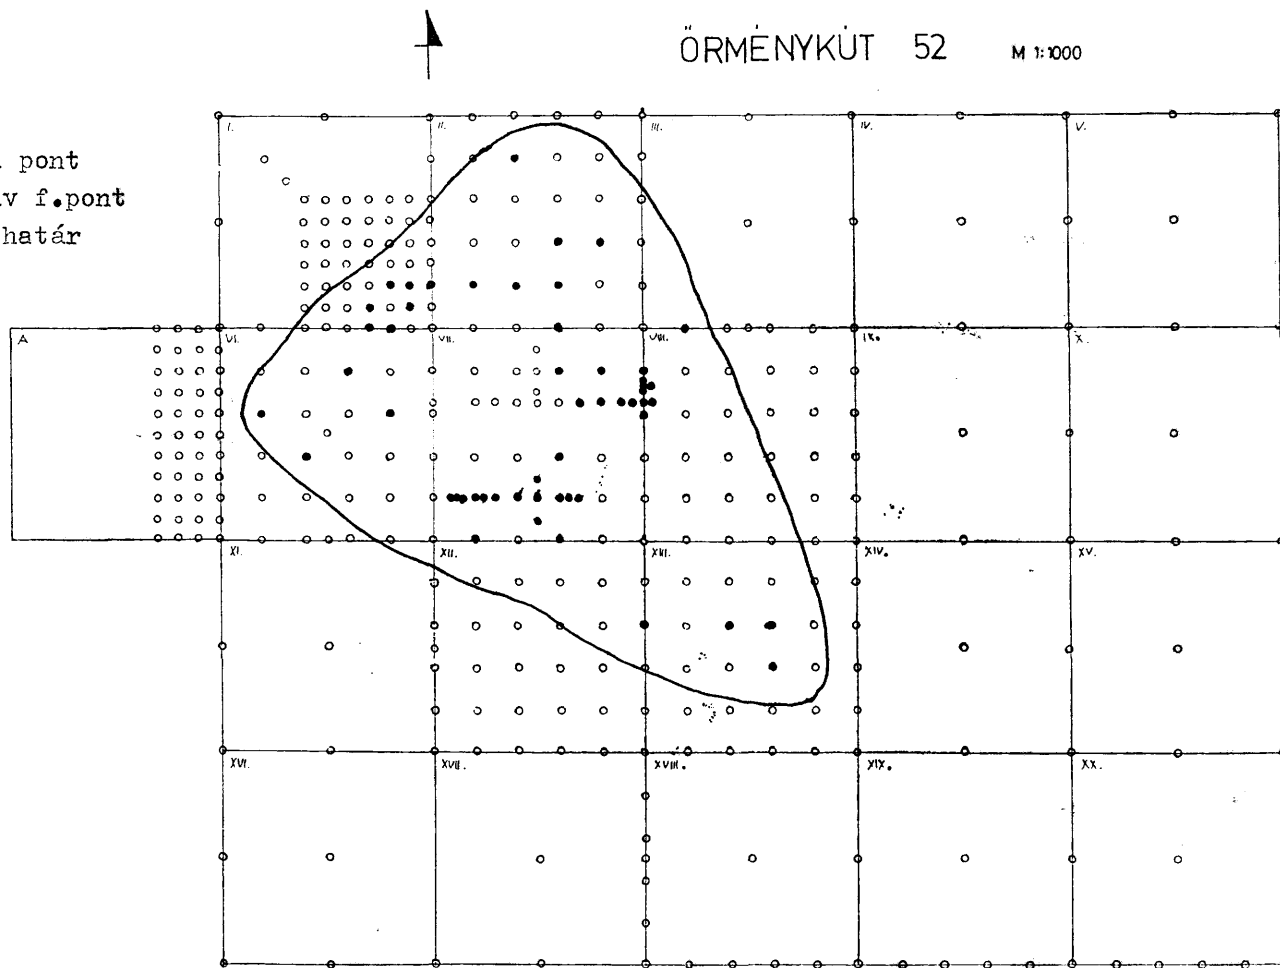 ÖRMÉNYKÚT 52 M 1:1000
I. II. III. IV. V.
pont
f.pont
határ
A VI. VII. VIII. IX. X.
XI. XII. XIII. XIV. XV.
XVI. XVII. XVIII. XIX. XX.